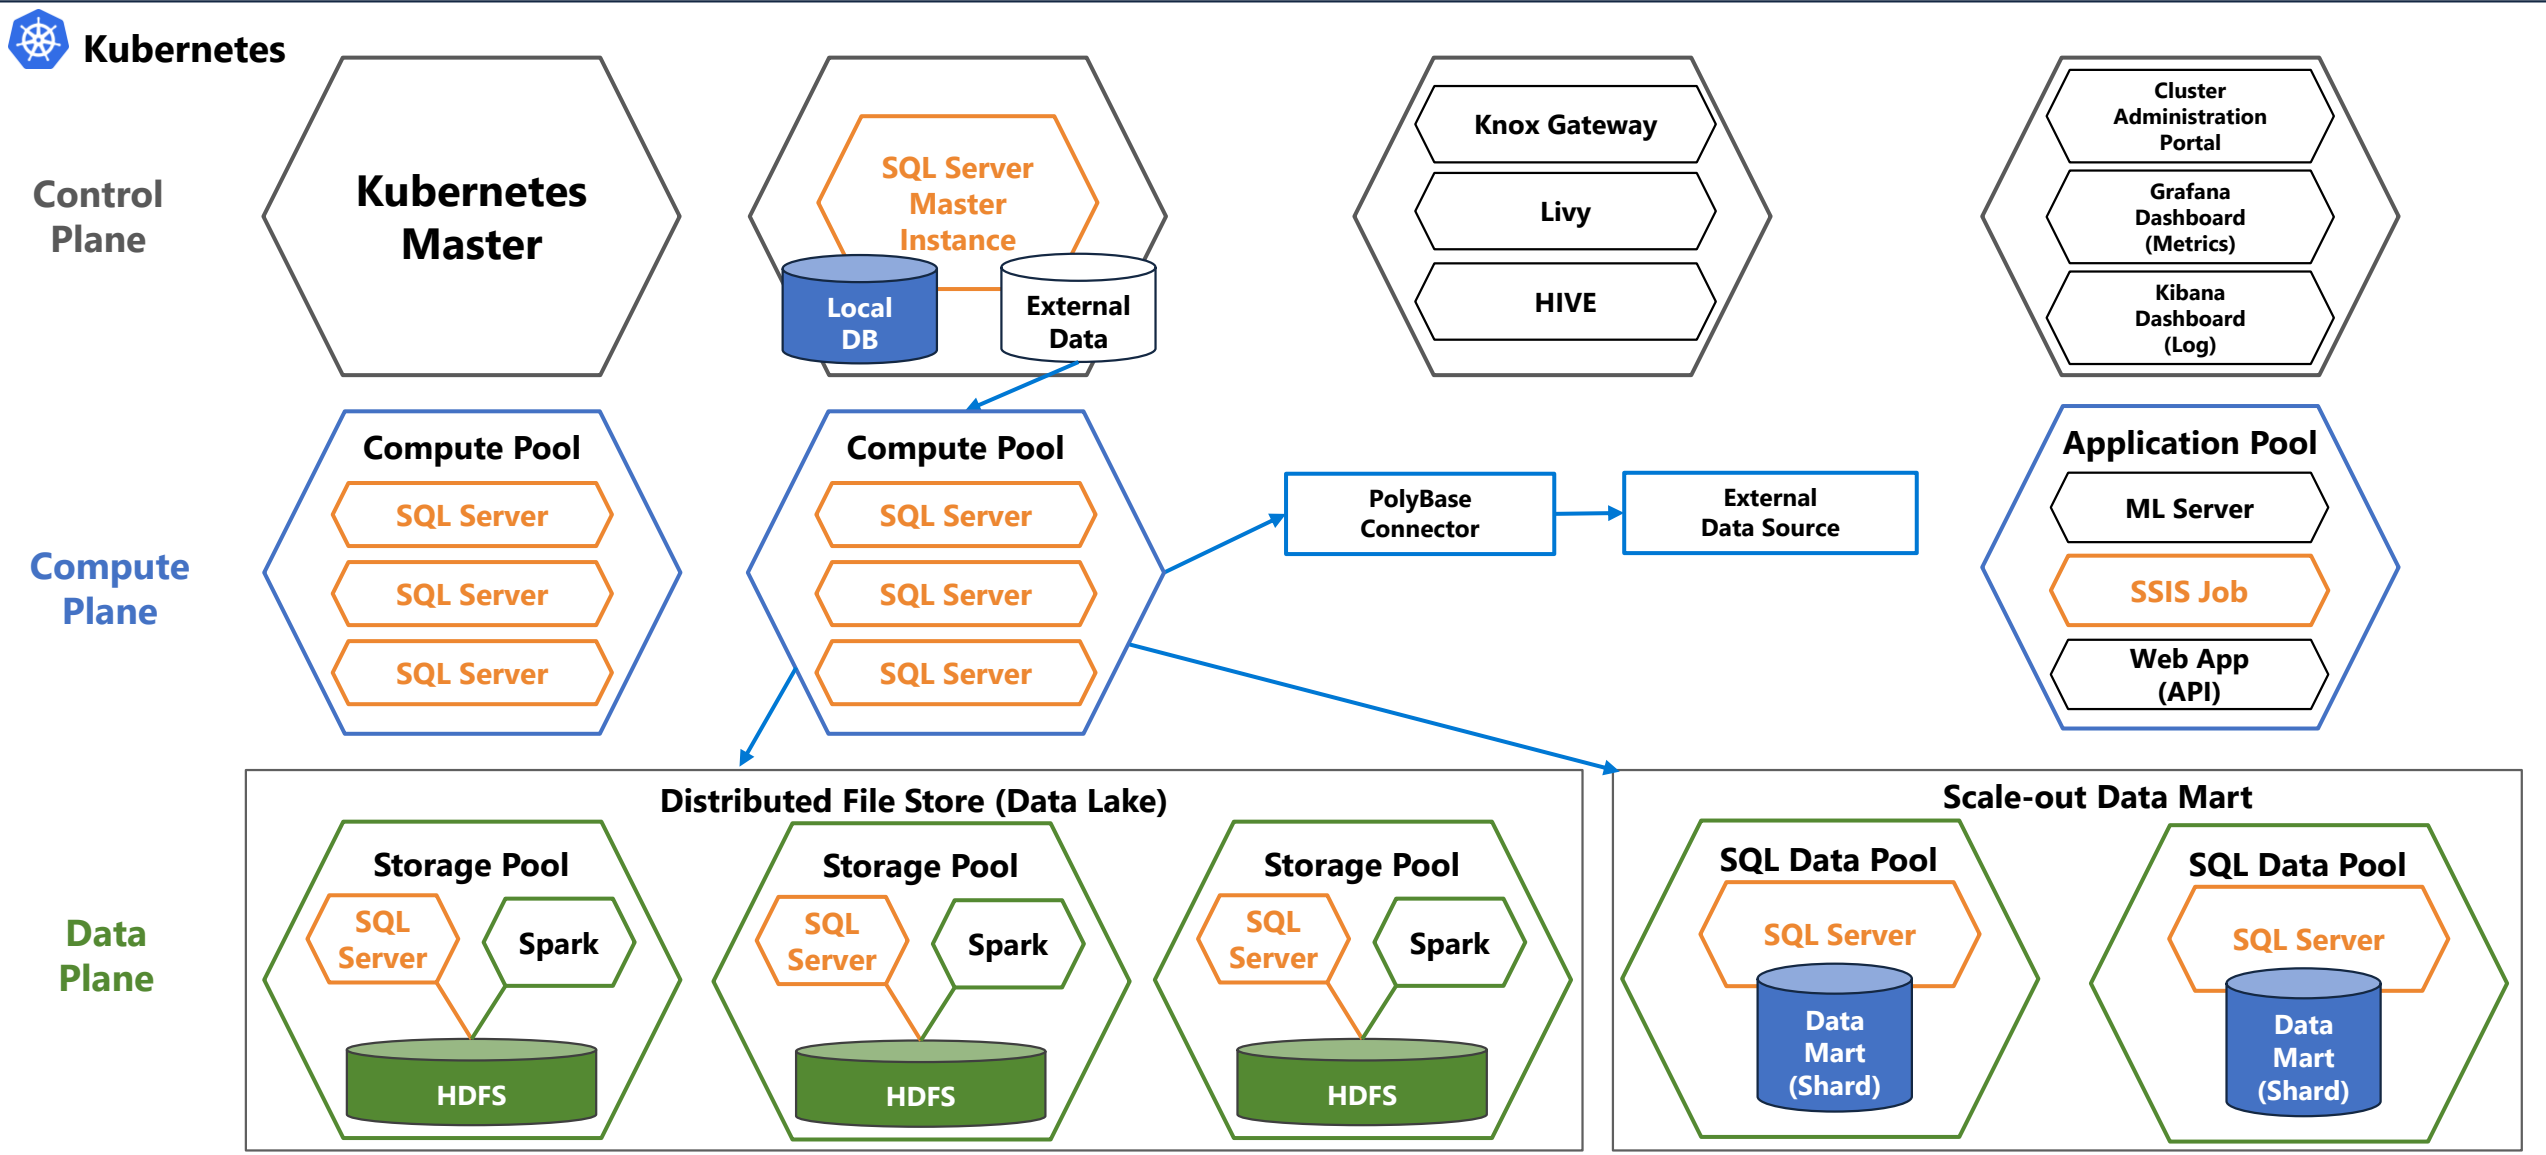 Kubernetes
Control
Plane
Kubernetes
Master
SQL Server
Master
Instance
Local
DB
External
Data
Knox Gateway
Livy
HIVE
Cluster
Administration
Portal
Grafana
Dashboard
(Metrics)
Kibana
Dashboard
(Log)
Compute
Plane
Compute Pool
SQL Server
SQL Server
SQL Server
Compute Pool
SQL Server
SQL Server
SQL Server
PolyBase
Connector
External
Data Source
Application Pool
ML Server
SSIS Job
Web App
(API)
Data
Plane
Distributed File Store (Data Lake)
Storage Pool
SQL
Server
Spark
HDFS
Storage Pool
SQL
Server
Spark
HDFS
Storage Pool
SQL
Server
Spark
HDFS
Scale-out Data Mart
SQL Data Pool
SQL Server
Data
Mart
(Shard)
SQL Data Pool
SQL Server
Data
Mart
(Shard)